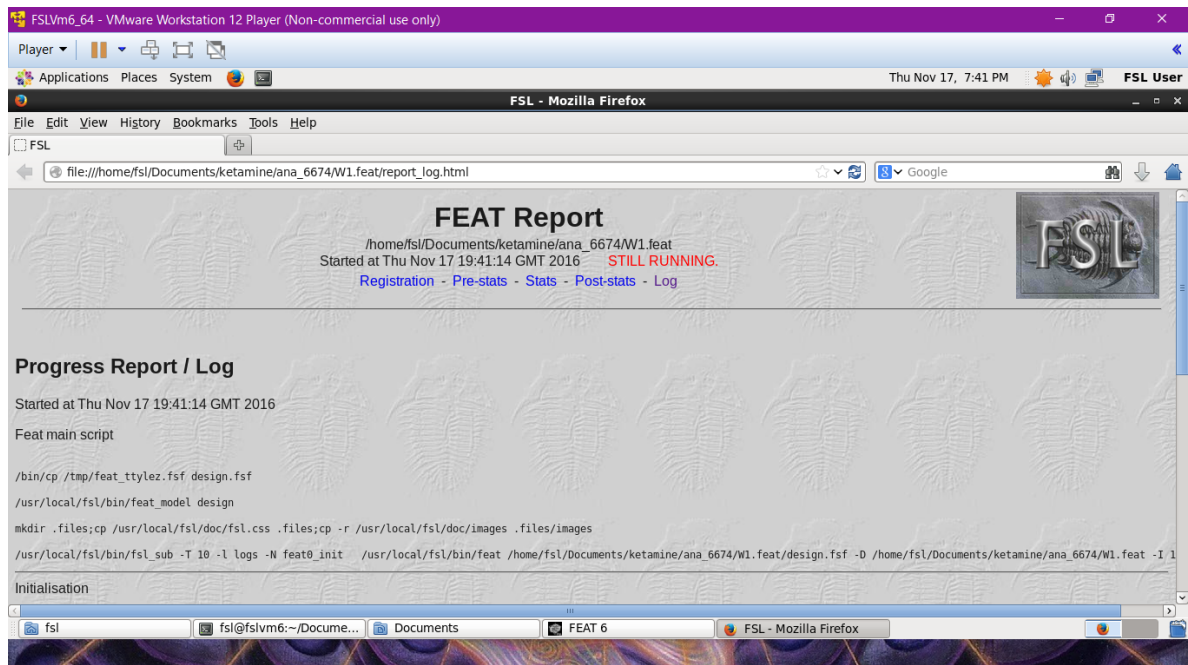 FSLVm6_64 - VMware Workstation 12 Player (Non-commercial use only)
Player
Applications Places System Thu Nov 17, 7:41 PM FSL User
FSL - Mozilla Firefox
File Edit View History Bookmarks Tools Help
FSL
file:///home/fsl/Documents/ketamine/ana_6674/W1.feat/report_log.html Google
FEAT Report
/home/fsl/Documents/ketamine/ana_6674/W1.feat
Started at Thu Nov 17 19:41:14 GMT 2016 STILL RUNNING.
Registration - Pre-stats - Stats - Post-stats - Log
FSL
Progress Report / Log
Started at Thu Nov 17 19:41:14 GMT 2016
Feat main script
/bin/cp /tmp/feat_ttylez.fsf design.fsf
/usr/local/fsl/bin/feat_model design
mkdir .files;cp /usr/local/fsl/doc/fsl.css .files;cp -r /usr/local/fsl/doc/images .files/images
/usr/local/fsl/bin/fsl_sub -T 10 -l logs -N feat0_init /usr/local/fsl/bin/feat /home/fsl/Documents/ketamine/ana_6674/W1.feat/design.fsf -D /home/fsl/Documents/ketamine/ana_6674/W1.feat -I 1
Initialisation
fsl fsl@fslvm6:~/Docume... Documents FEAT 6 FSL - Mozilla Firefox